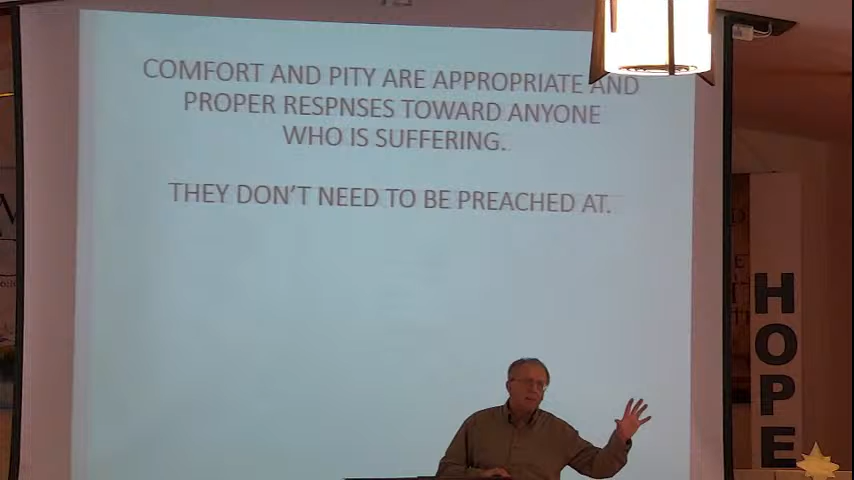 COMFORT AND PITY ARE APPROPRIATE AND
PROPER RESPNSES TOWARD ANYONE
WHO IS SUFFERING.
THEY DON'T NEED TO BE PREACHED AT.
HOPE